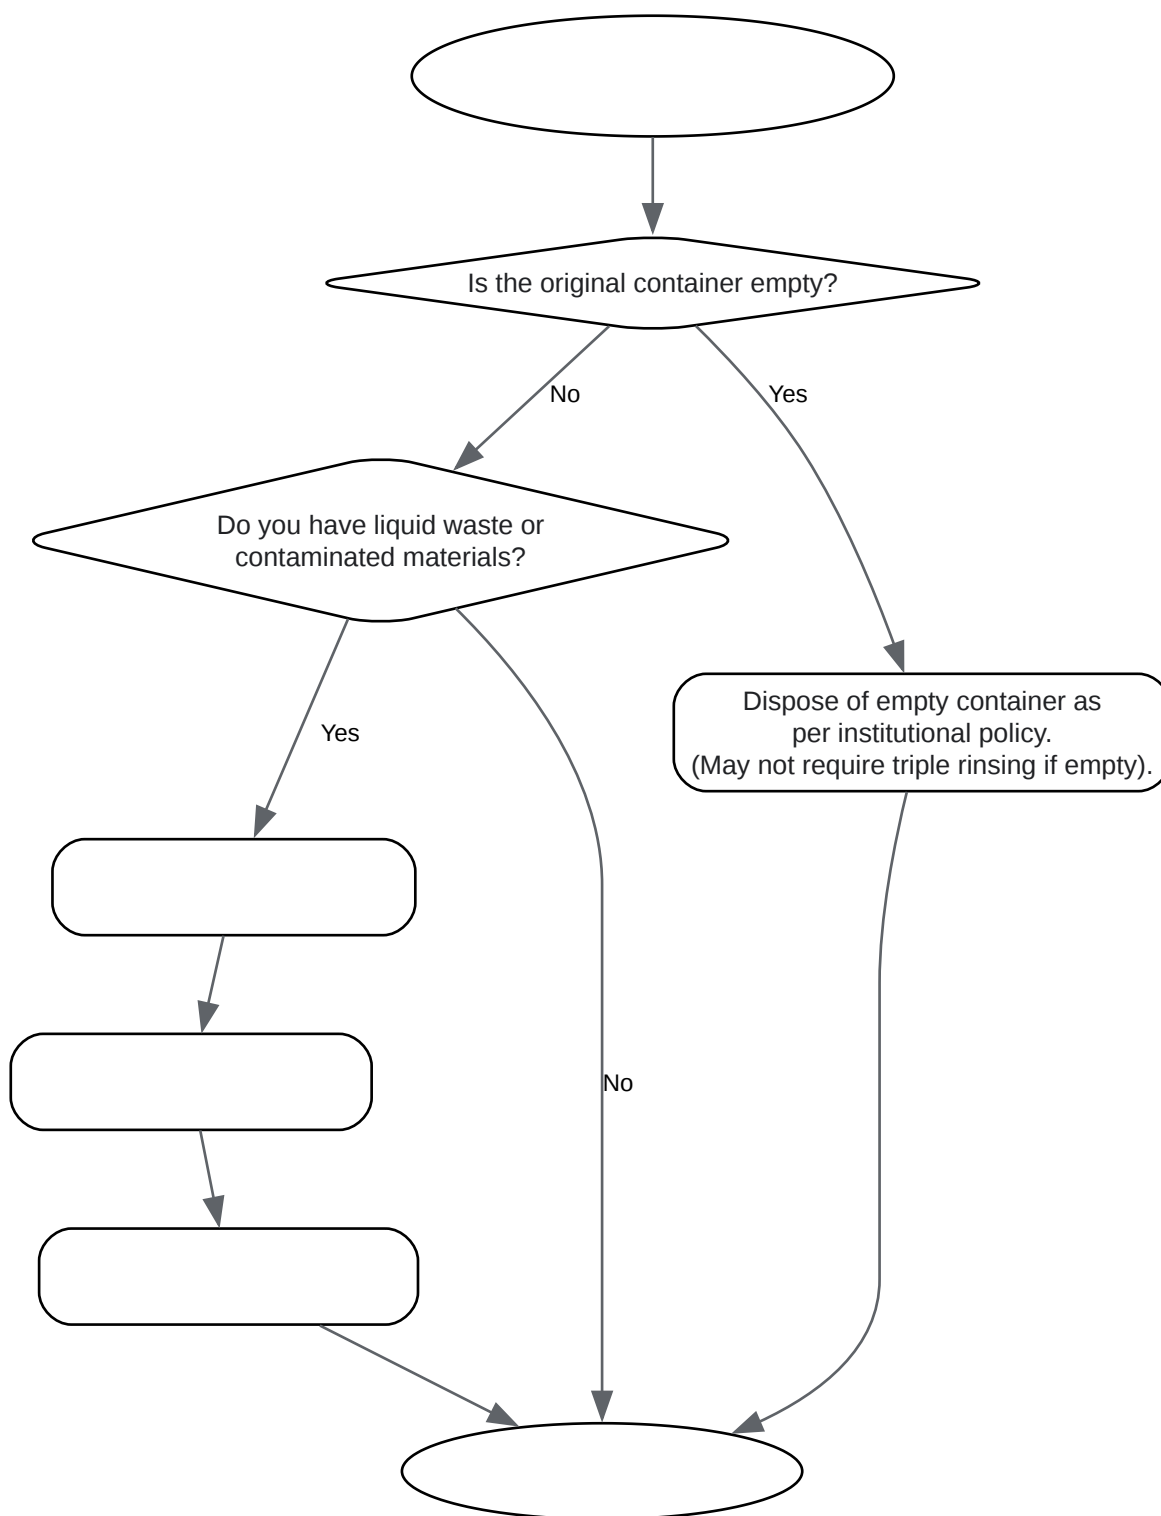 Is the original container empty?
No
Yes
Do you have liquid waste or
contaminated materials?
Dispose of empty container as
per institutional policy.
(May not require triple rinsing if empty).
Yes
No